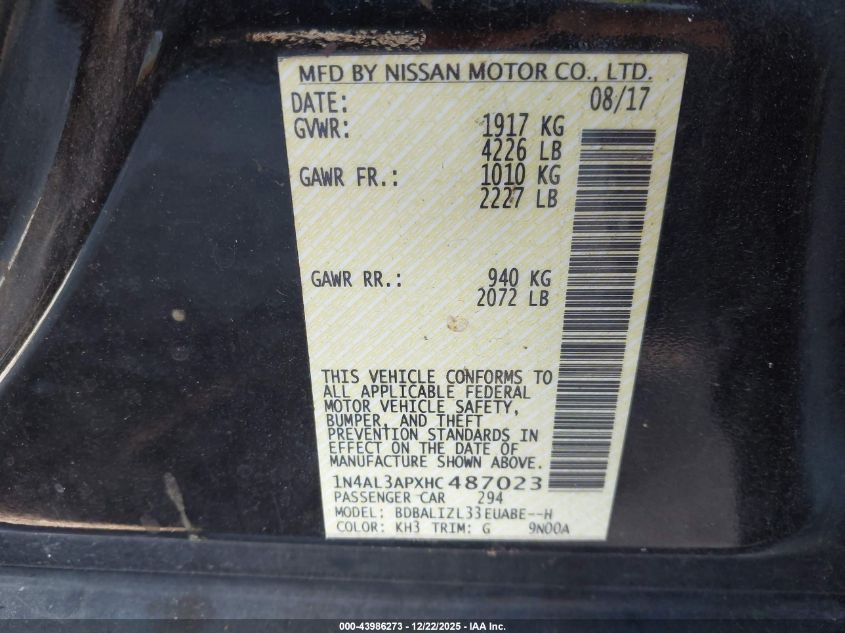 MFD BY NISSAN MOTOR CO., LTD.
DATE: 08/17
GVWR: 1917 KG
4226 LB
GAWR FR.: 1010 KG
2227 LB
GAWR RR.: 940 KG
2072 LB
THIS VEHICLE CONFORMS TO
ALL APPLICABLE FEDERAL
MOTOR VEHICLE SAFETY,
BUMPER, AND THEFT
PREVENTION STANDARDS IN
EFFECT ON THE DATE OF
MANUFACTURE SHOWN ABOVE.
1N4AL3APXHC487023
PASSENGER CAR 294
MODEL: BDBALIZL33EUABE--H
COLOR: KH3 TRIM: G 9N00A
000-43986273 - 12/22/2025 - IAA Inc.